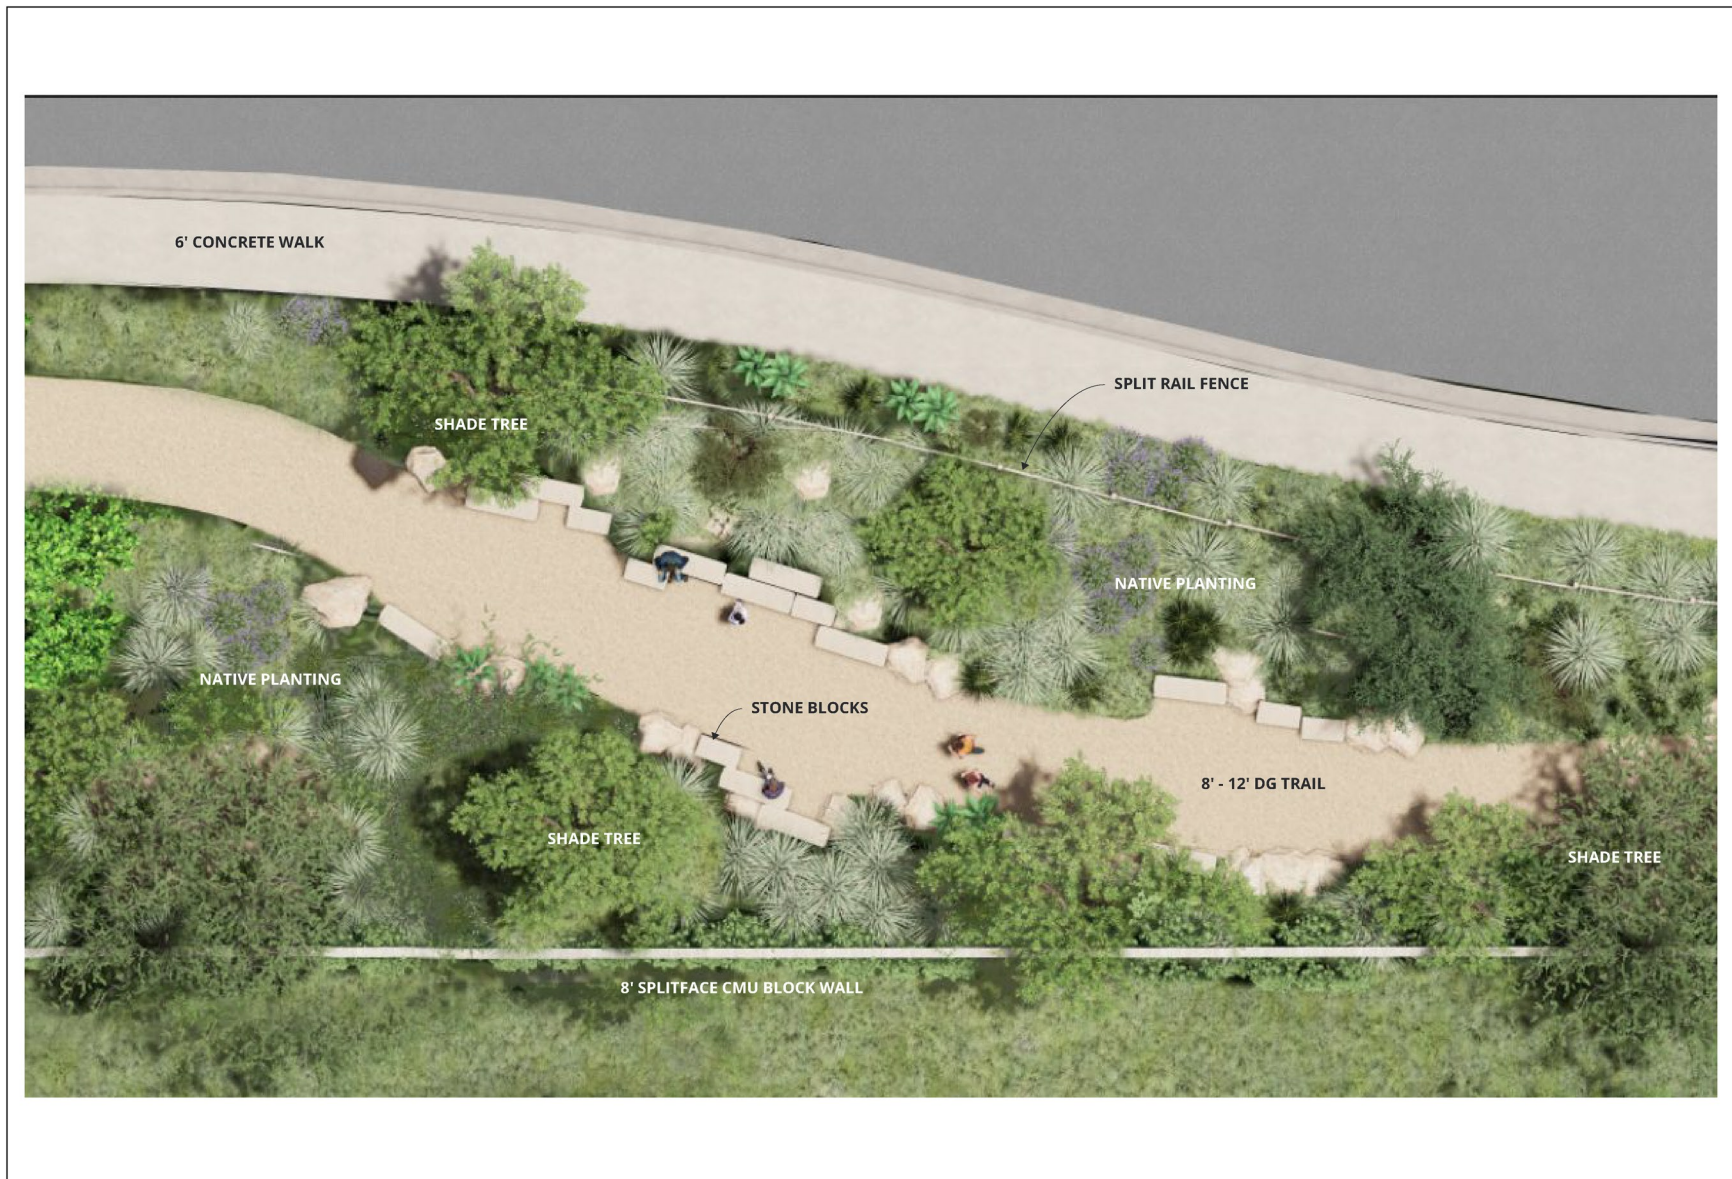 6' CONCRETE WALK
SPLIT RAIL FENCE
SHADE TREE
NATIVE PLANTING
NATIVE PLANTING
STONE BLOCKS
8' - 12' DG TRAIL
SHADE TREE
SHADE TREE
8' SPLITFACE CMU BLOCK WALL